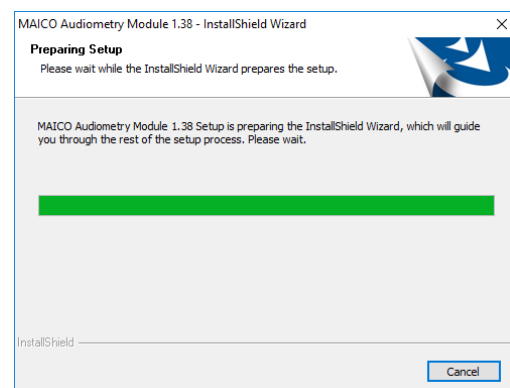 MAICO Audiometry Module 1.38 - InstallShield Wizard
Preparing Setup
Please wait while the InstallShield Wizard prepares the setup.
MAICO Audiometry Module 1.38 Setup is preparing the InstallShield Wizard, which will guide
you through the rest of the setup process. Please wait.
InstallShield
Cancel